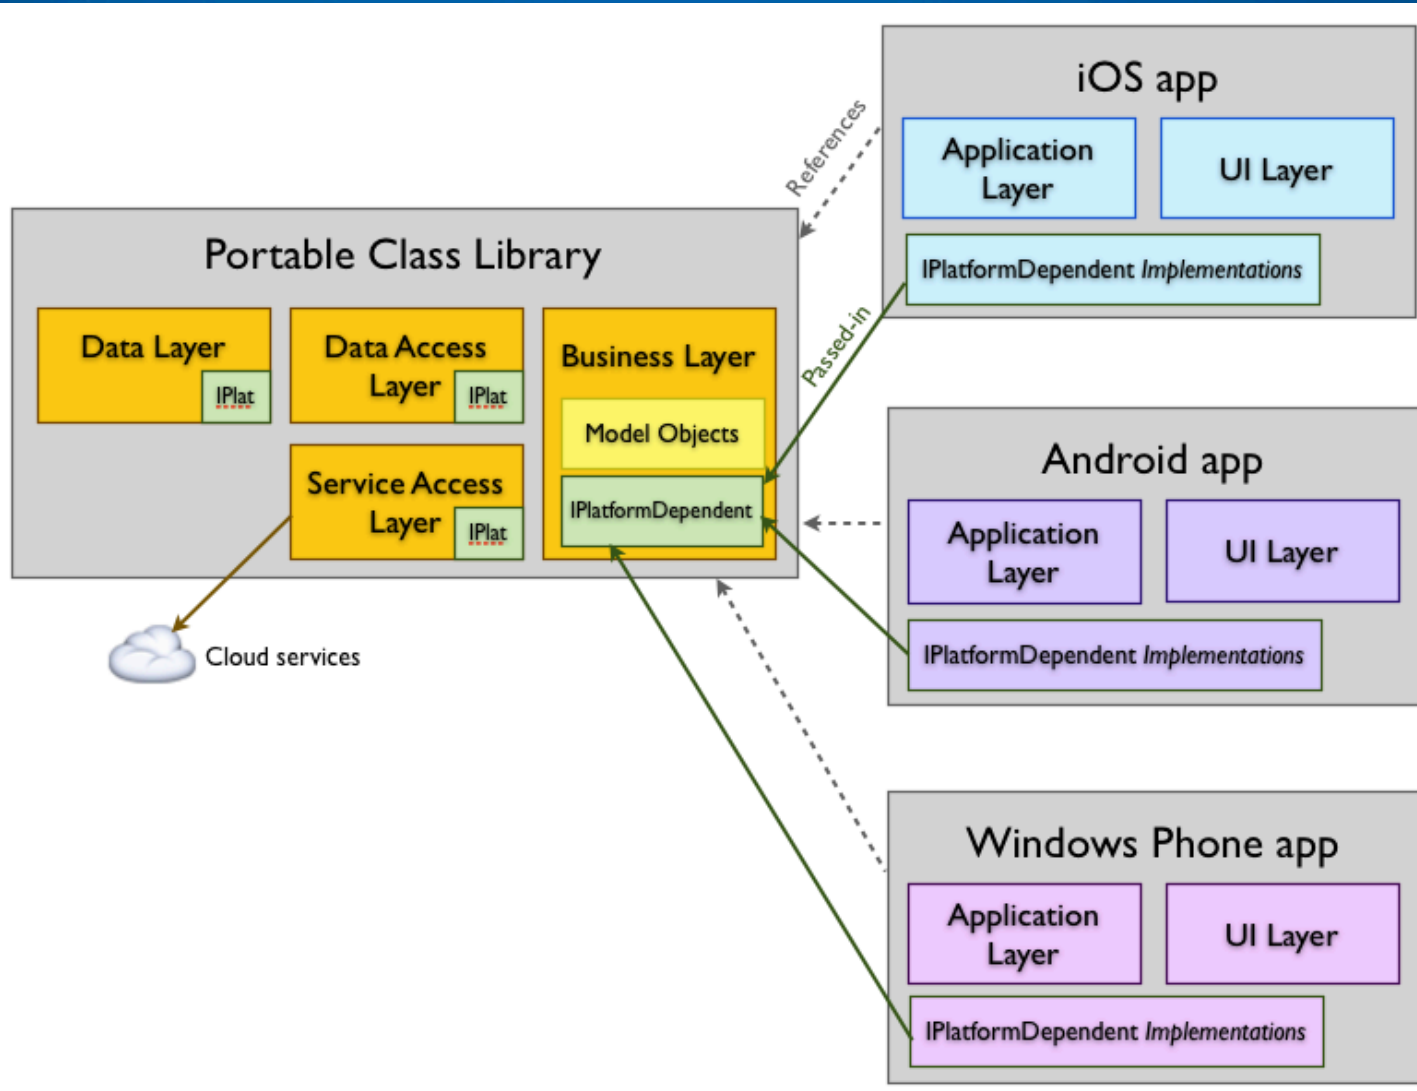 iOS app
Application
Layer
UI Layer
IPlatformDependent Implementations
References
Passed-in
Portable Class Library
Data Layer
IPlat
Data Access
Layer
IPlat
Business Layer
Model Objects
IPlatformDependent
Service Access
Layer
IPlat
Cloud services
Android app
Application
Layer
UI Layer
IPlatformDependent Implementations
Windows Phone app
Application
Layer
UI Layer
IPlatformDependent Implementations